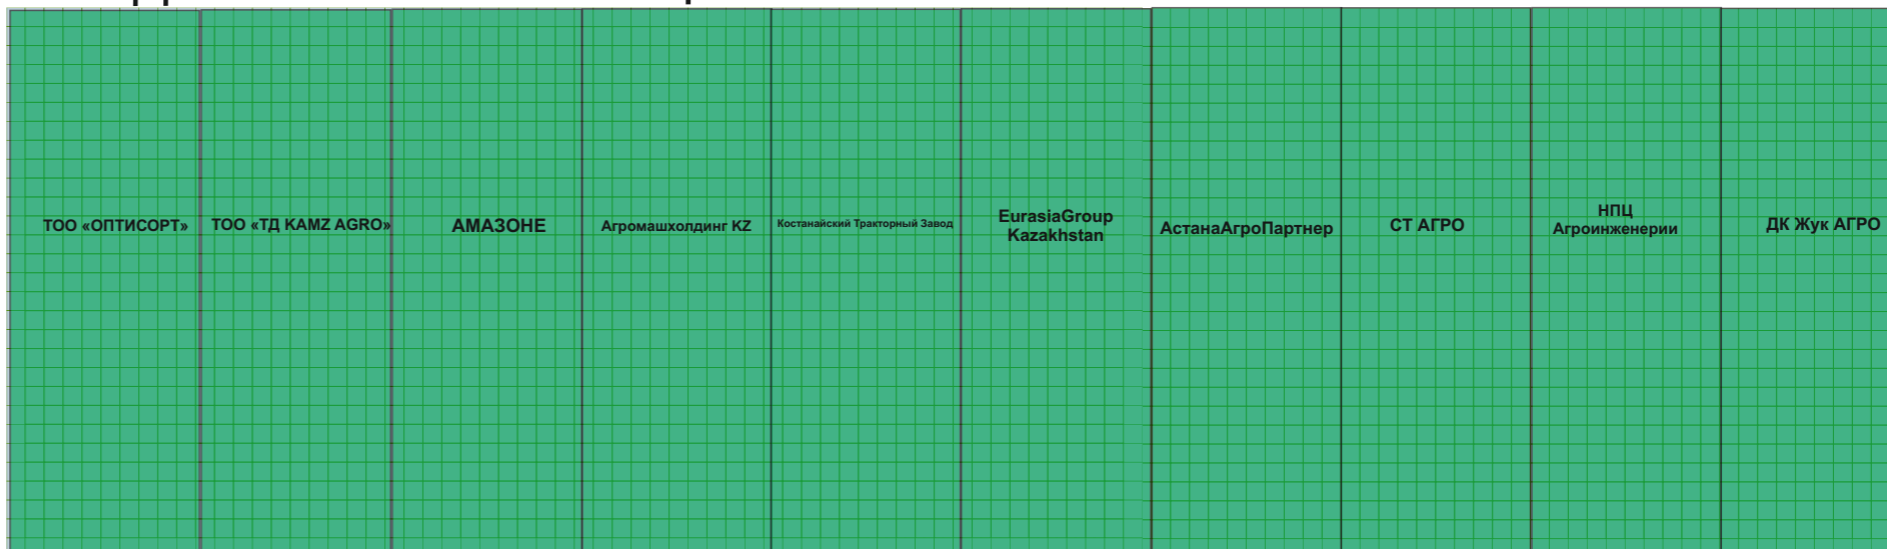 ТОО «ОПТИСОРТ»
ТОО «ТД KAMZ AGRO»
АМАЗОНЕ
Агромашхолдинг KZ
Костанайский Тракторный Завод
EurasiaGroup
Kazakhstan
АстанаАгроПартнер
СТ АГРО
НПЦ
Агроинженерии
ДК Жук АГРО